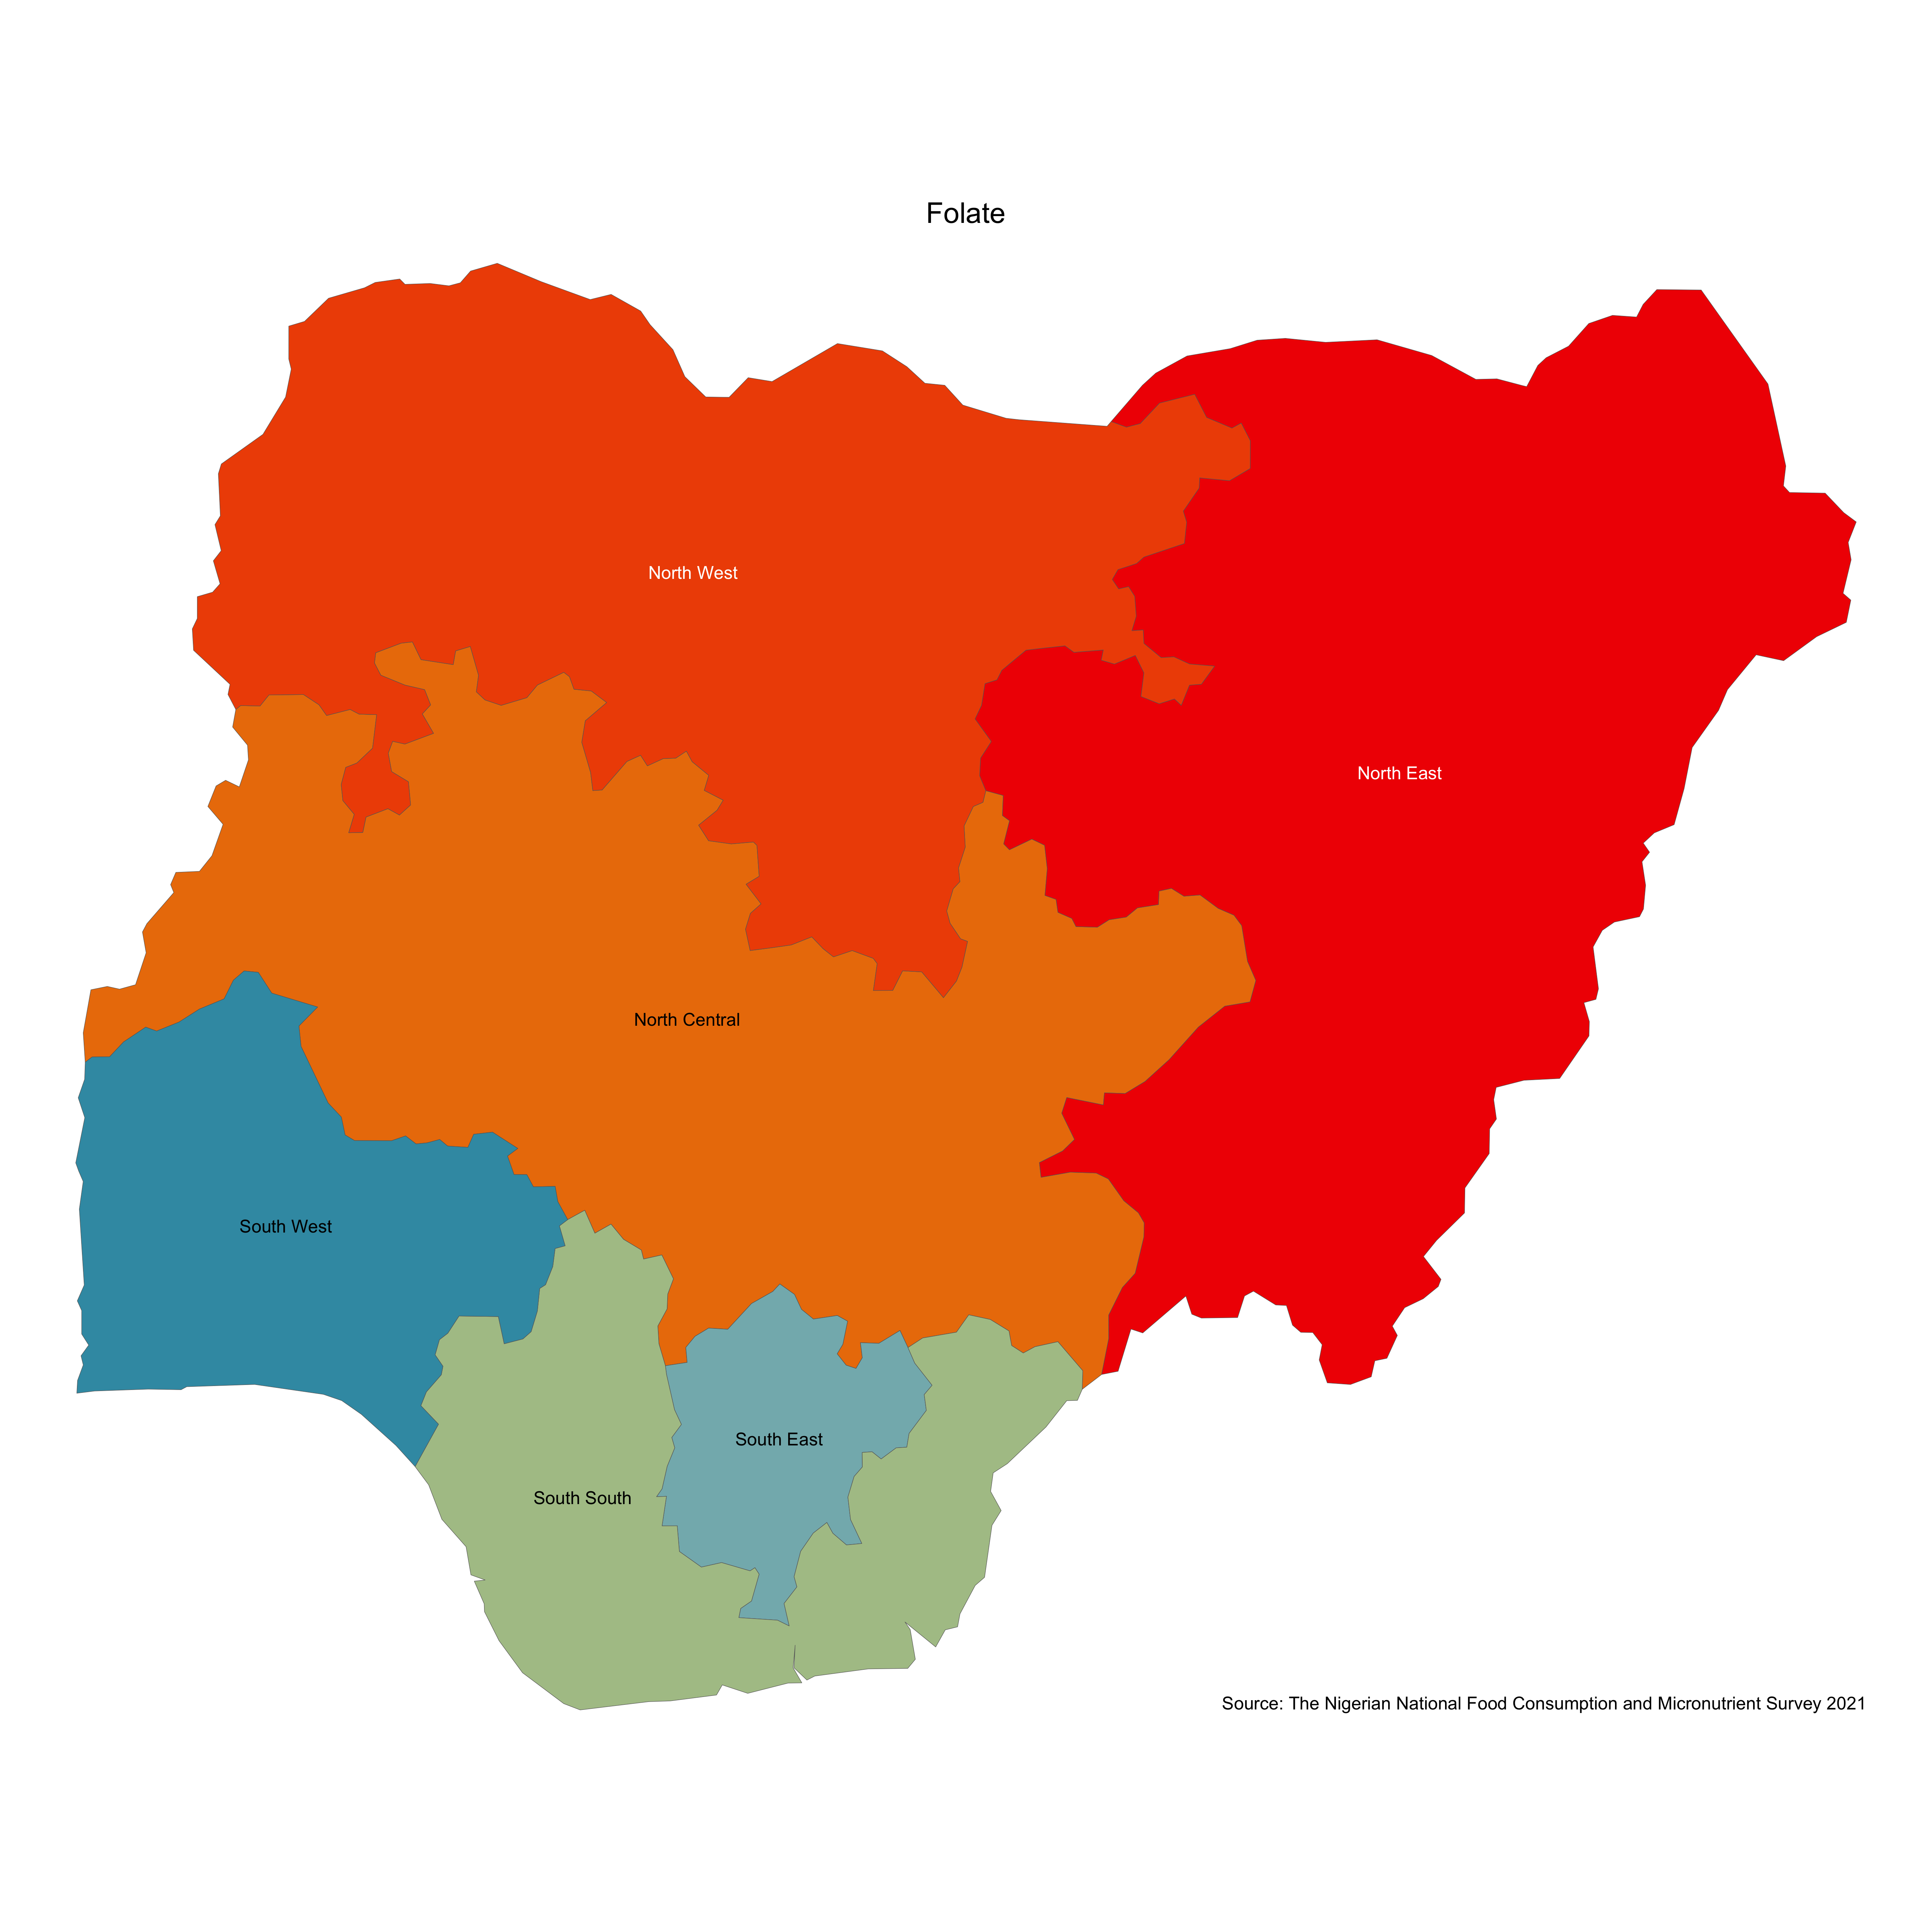 Folate
North West
North East
North Central
South West
South East
South South
Source: The Nigerian National Food Consumption and Micronutrient Survey 2021